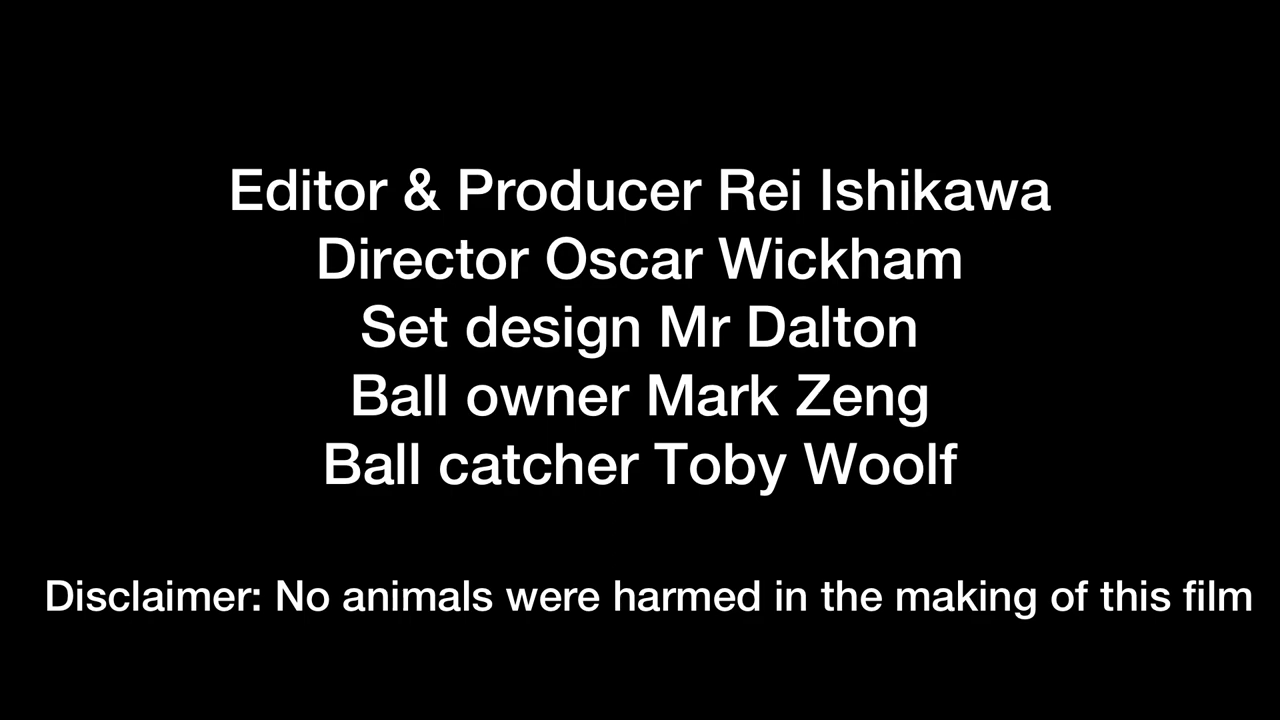 Editor & Producer Rei Ishikawa
Director Oscar Wickham
Set design Mr Dalton
Ball owner Mark Zeng
Ball catcher Toby Woolf
Disclaimer: No animals were harmed in the making of this film